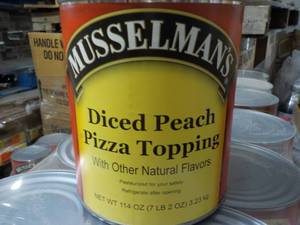 HANDLE W
DO NO
MUSSELMAN'S
Diced Peach
Pizza Topping
With Other Natural Flavors
Pasteurized for your safety
Refrigerate after opening
NET WT 114 OZ (7 LB 2 OZ) 3.23 kg